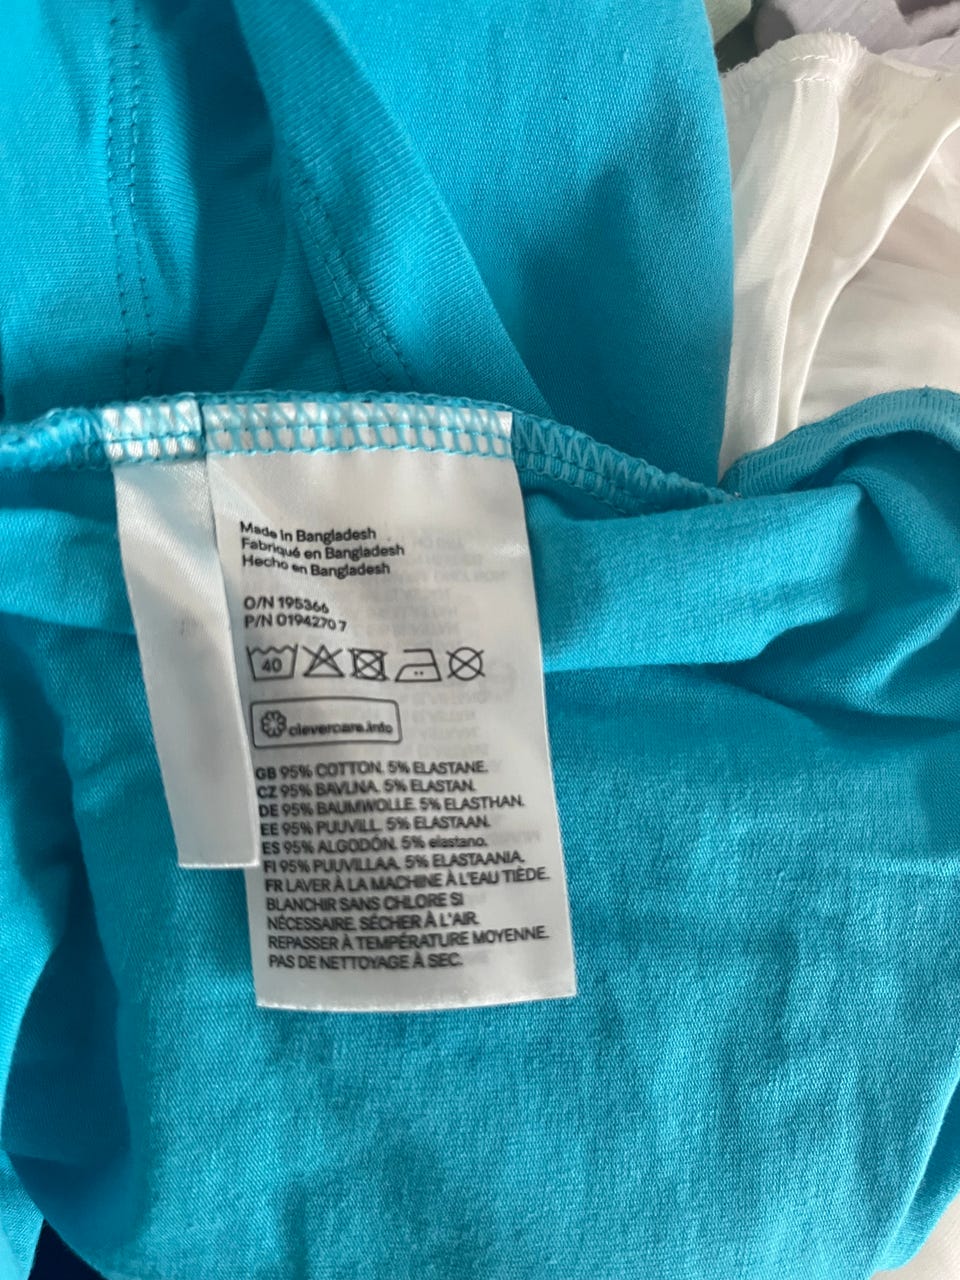 Made in Bangladesh
Fabriqué en Bangladesh
Hecho en Bangladesh
O/N 195366
P/N 0194270 7
40
clevercare.info
GB 95% COTTON. 5% ELASTANE.
CZ 95% BAVLNA. 5% ELASTAN.
DE 95% BAUMWOLLE. 5% ELASTHAN.
EE 95% PUUVILL. 5% ELASTAAN.
ES 95% ALGODÓN. 5% elastano.
FI 95% PUUVILLAA. 5% ELASTAANIA.
FR LAVER À LA MACHINE À L'EAU TIÈDE.
BLANCHIR SANS CHLORE SI
NÉCESSAIRE. SÉCHER À L'AIR.
REPASSER À TEMPÉRATURE MOYENNE.
PAS DE NETTOYAGE À SEC.